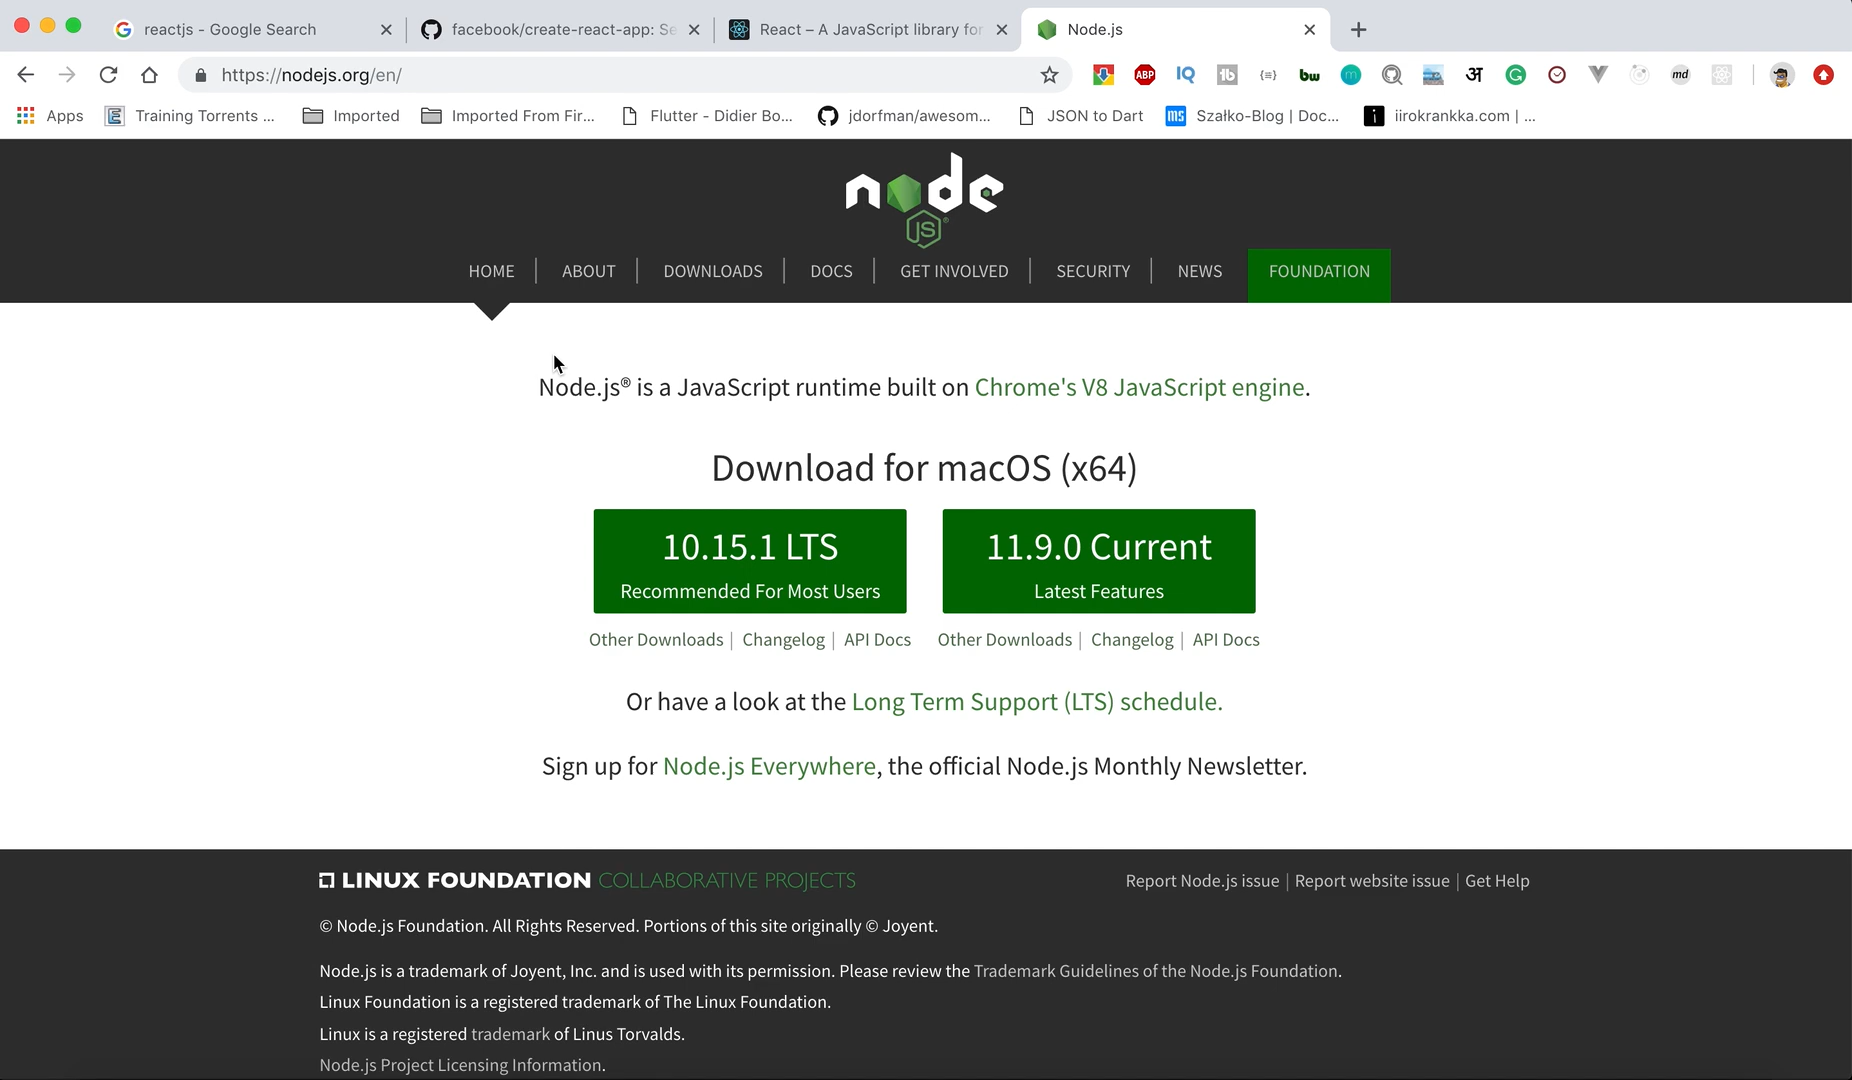 reactjs - Google Search
facebook/create-react-app: Se
React – A JavaScript library for
Node.js
https://nodejs.org/en/
ABP
IQ
tb
{=}
bw
m
अ
G
md
Apps
Training Torrents ...
Imported
Imported From Fir...
Flutter - Didier Bo...
jdorfman/awesom...
JSON to Dart
ms
Szałko-Blog | Doc...
i
iirokrankka.com | ...
node
JS®
HOME
ABOUT
DOWNLOADS
DOCS
GET INVOLVED
SECURITY
NEWS
FOUNDATION
Node.js® is a JavaScript runtime built on Chrome's V8 JavaScript engine.
Download for macOS (x64)
10.15.1 LTS
Recommended For Most Users
11.9.0 Current
Latest Features
Other Downloads | Changelog | API Docs
Other Downloads | Changelog | API Docs
Or have a look at the Long Term Support (LTS) schedule.
Sign up for Node.js Everywhere, the official Node.js Monthly Newsletter.
LINUX FOUNDATION COLLABORATIVE PROJECTS
Report Node.js issue | Report website issue | Get Help
© Node.js Foundation. All Rights Reserved. Portions of this site originally © Joyent.
Node.js is a trademark of Joyent, Inc. and is used with its permission. Please review the Trademark Guidelines of the Node.js Foundation.
Linux Foundation is a registered trademark of The Linux Foundation.
Linux is a registered trademark of Linus Torvalds.
Node.js Project Licensing Information.